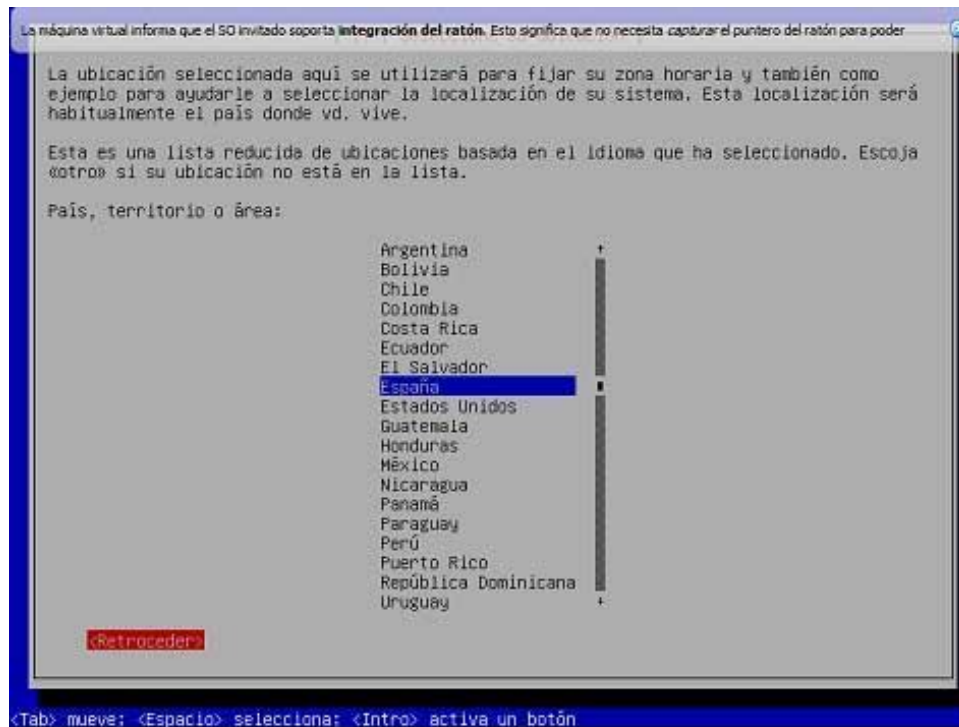 La máquina virtual informa que el SO invitado soporta integración del ratón. Esto significa que no necesita capturar el puntero del ratón para poder
La ubicación seleccionada aquí se utilizará para fijar su zona horaria y también como
ejemplo para ayudarle a seleccionar la localización de su sistema. Esta localización será
habitualmente el país donde vd. vive.
Esta es una lista reducida de ubicaciones basada en el idioma que ha seleccionado. Escoja
«otro» si su ubicación no está en la lista.
País, territorio o área:
Argentina
Bolivia
Chile
Colombia
Costa Rica
Ecuador
El Salvador
España
Estados Unidos
Guatemala
Honduras
México
Nicaragua
Panamá
Paraguay
Perú
Puerto Rico
República Dominicana
Uruguay
<Retroceder>
<Tab> mueve; <Espacio> selecciona; <Intro> activa un botón